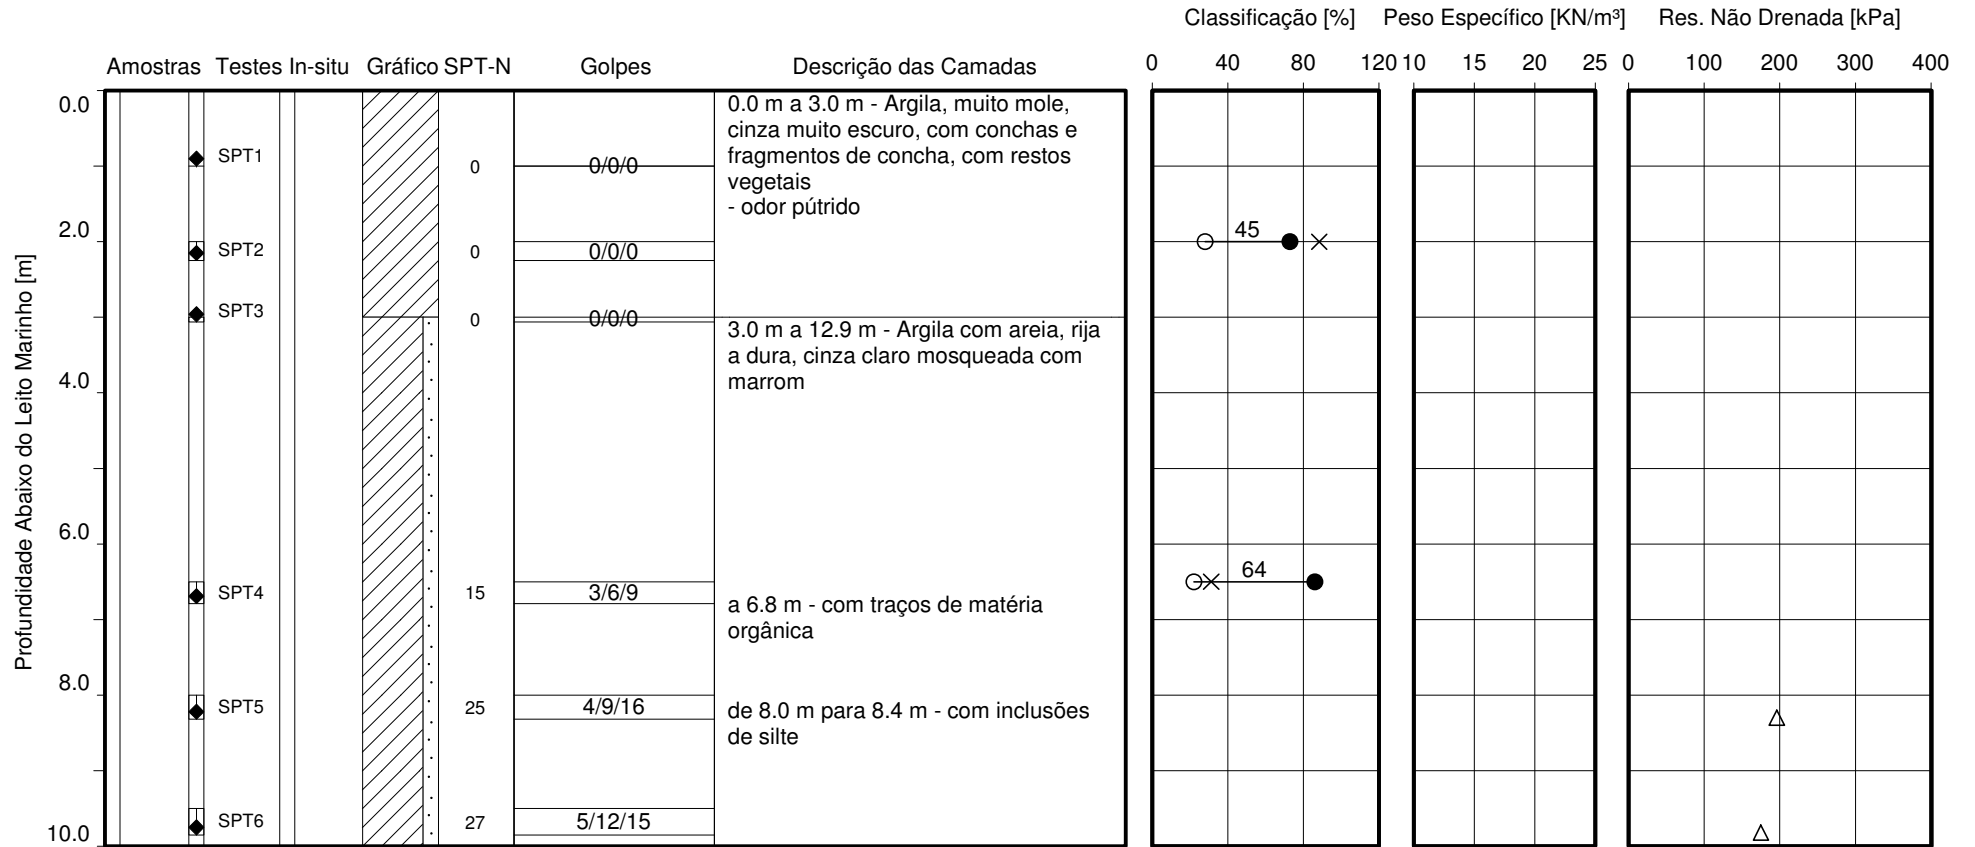 Classificação [%] Peso Específico [KN/m³] Res. Não Drenada [kPa]
Amostras Testes In-situ Gráfico SPT-N Golpes Descrição das Camadas 0 40 80 120 10 15 20 25 0 100 200 300 400
Profundidade Abaixo do Leito Marinho [m]
0.0
0.0 m a 3.0 m - Argila, muito mole,
cinza muito escuro, com conchas e
fragmentos de concha, com restos
vegetais
- odor pútrido
SPT1 0 0/0/0
2.0
45
SPT2 0 0/0/0
SPT3 0 0/0/0
3.0 m a 12.9 m - Argila com areia, rija
a dura, cinza claro mosqueada com
marrom
4.0
6.0
64
SPT4 15 3/6/9
a 6.8 m - com traços de matéria
orgânica
8.0
SPT5 25 4/9/16
de 8.0 m para 8.4 m - com inclusões
de silte
SPT6 27 5/12/15
10.0